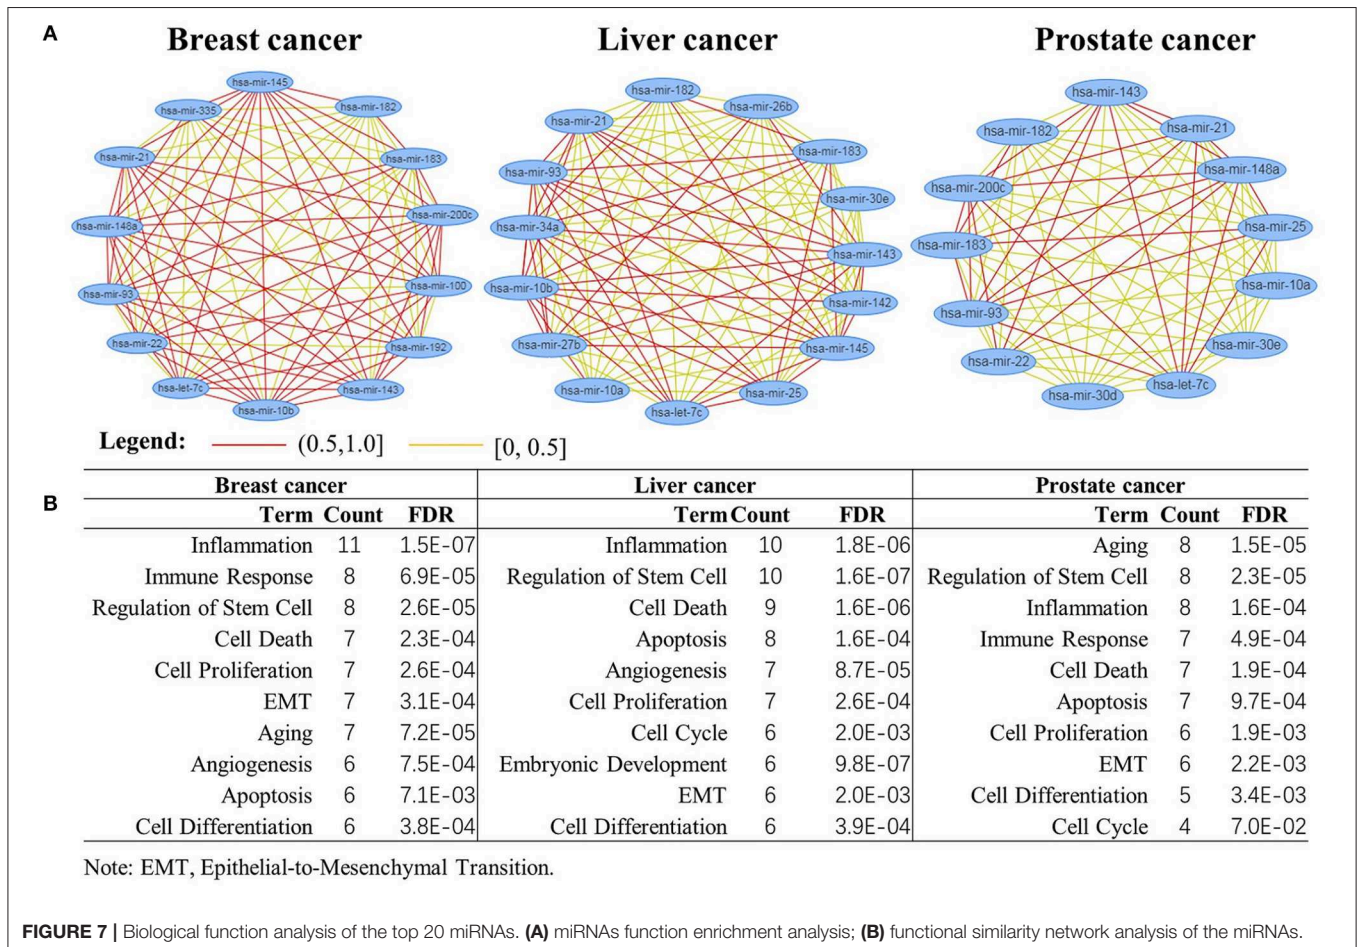 A
Breast cancer
Liver cancer
Prostate cancer
hsa-mir-145
hsa-mir-335
hsa-mir-182
hsa-mir-21
hsa-mir-183
hsa-mir-148a
hsa-mir-200c
hsa-mir-93
hsa-mir-100
hsa-mir-22
hsa-mir-192
hsa-let-7c
hsa-mir-143
hsa-mir-10b
hsa-mir-182
hsa-mir-26b
hsa-mir-21
hsa-mir-183
hsa-mir-93
hsa-mir-30e
hsa-mir-34a
hsa-mir-143
hsa-mir-10b
hsa-mir-142
hsa-mir-27b
hsa-mir-145
hsa-mir-10a
hsa-mir-25
hsa-let-7c
hsa-mir-143
hsa-mir-182
hsa-mir-21
hsa-mir-200c
hsa-mir-148a
hsa-mir-183
hsa-mir-25
hsa-mir-93
hsa-mir-10a
hsa-mir-22
hsa-mir-30e
hsa-mir-30d
hsa-let-7c
Legend: (0.5,1.0] [0, 0.5]
B
Breast cancer Liver cancer Prostate cancer
Term Count FDR Term Count FDR Term Count FDR
Inflammation 11 1.5E-07 Inflammation 10 1.8E-06 Aging 8 1.5E-05
Immune Response 8 6.9E-05 Regulation of Stem Cell 10 1.6E-07 Regulation of Stem Cell 8 2.3E-05
Regulation of Stem Cell 8 2.6E-05 Cell Death 9 1.6E-06 Inflammation 8 1.6E-04
Cell Death 7 2.3E-04 Apoptosis 8 1.6E-04 Immune Response 7 4.9E-04
Cell Proliferation 7 2.6E-04 Angiogenesis 7 8.7E-05 Cell Death 7 1.9E-04
EMT 7 3.1E-04 Cell Proliferation 7 2.6E-04 Apoptosis 7 9.7E-04
Aging 7 7.2E-05 Cell Cycle 6 2.0E-03 Cell Proliferation 6 1.9E-03
Angiogenesis 6 7.5E-04 Embryonic Development 6 9.8E-07 EMT 6 2.2E-03
Apoptosis 6 7.1E-03 EMT 6 2.0E-03 Cell Differentiation 5 3.4E-03
Cell Differentiation 6 3.8E-04 Cell Differentiation 6 3.9E-04 Cell Cycle 4 7.0E-02
Note: EMT, Epithelial-to-Mesenchymal Transition.
FIGURE 7 | Biological function analysis of the top 20 miRNAs. (A) miRNAs function enrichment analysis; (B) functional similarity network analysis of the miRNAs.